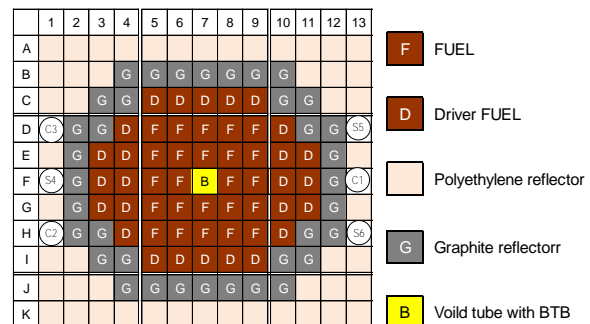 1 2 3 4 5 6 7 8 9 10 11 12 13
A
B G G G G G G G
C G G D D D D D G G
D C3 G G D F F F F F D G G S5
E G D D F F F F F D D G
F S4 G D D F F B F F D D G C1
G G D D F F F F F D D G
H C2 G G D F F F F F D G G S6
I G G D D D D D G G
J G G G G G G G
K
F FUEL
D Driver FUEL
Polyethylene reflector
G Graphite reflectorr
B Voild tube with BTB